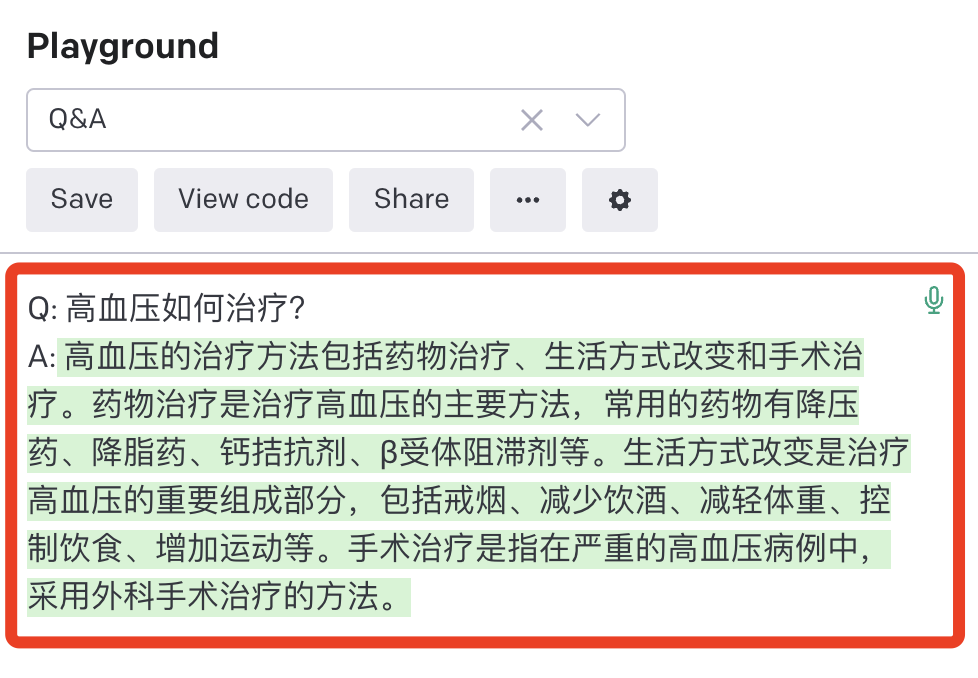 Playground
Q&A
Save View code Share ...
Q: 高血压如何治疗?
A: 高血压的治疗方法包括药物治疗、生活方式改变和手术治
疗。药物治疗是治疗高血压的主要方法，常用的药物有降压
药、降脂药、钙拮抗剂、β受体阻滞剂等。生活方式改变是治疗
高血压的重要组成部分，包括戒烟、减少饮酒、减轻体重、控
制饮食、增加运动等。手术治疗是指在严重的高血压病例中，
采用外科手术治疗的方法。